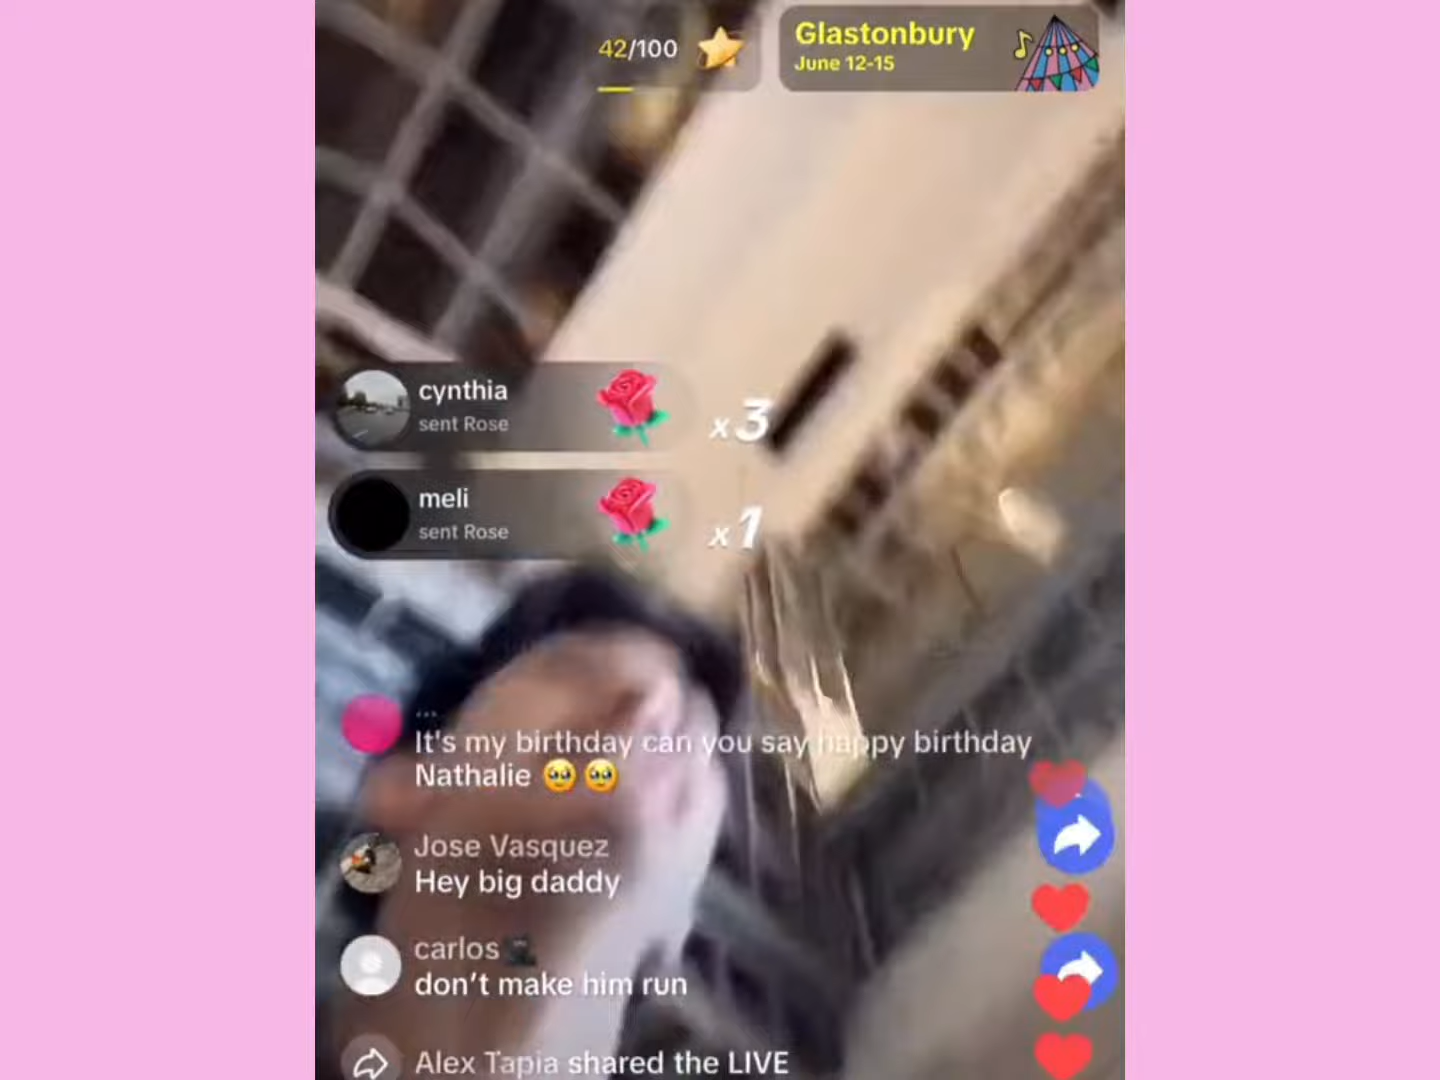 42/100
Glastonbury
June 12-15
cynthia
sent Rose
x3
meli
sent Rose
x1
...
It's my birthday can you say happy birthday
Nathalie 🥹🥹
Jose Vasquez
Hey big daddy
carlos
don't make him run
Alex Tapia shared the LIVE